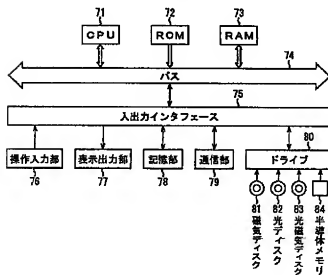 71 72 73
CPU ROM RAM
74
バス
75
入出力インタフェース
80
操作入力部 表示出力部 記憶部 通信部 ドライブ
76 77 78 79
81 磁気ディスク
82 光ディスク
83 光磁気ディスク
84 半導体メモリ